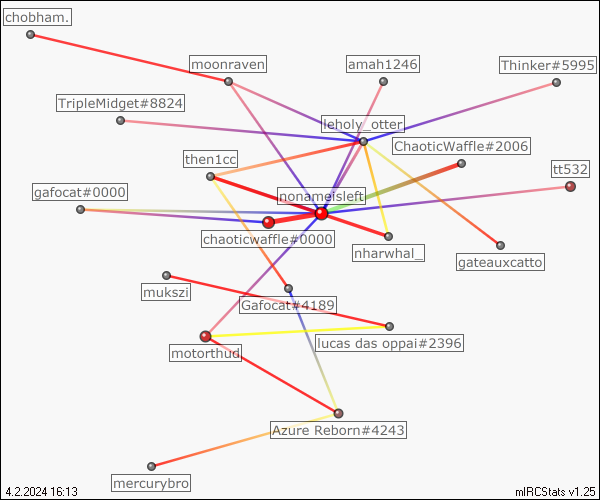 chobham.
moonraven
amah1246
Thinker#5995
TripleMidget#8824
leholy_otter
ChaoticWaffle#2006
then1cc
tt532
gafocat#0000
nonameisleft
chaoticwaffle#0000
nharwhal_
gateauxcatto
mukszi
Gafocat#4189
lucas das oppai#2396
motorthud
Azure Reborn#4243
mercurybro
4.2.2024 16:13
mIRCStats v1.25